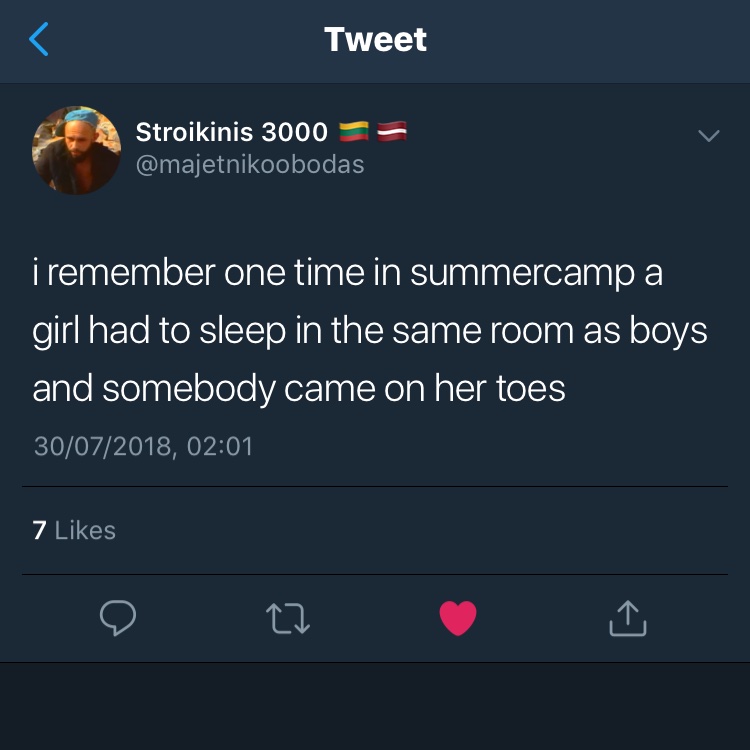 Tweet
Stroikinis 3000 🇱🇹 🇱🇻
@majetnikoobodas
i remember one time in summercamp a
girl had to sleep in the same room as boys
and somebody came on her toes
30/07/2018, 02:01
7 Likes